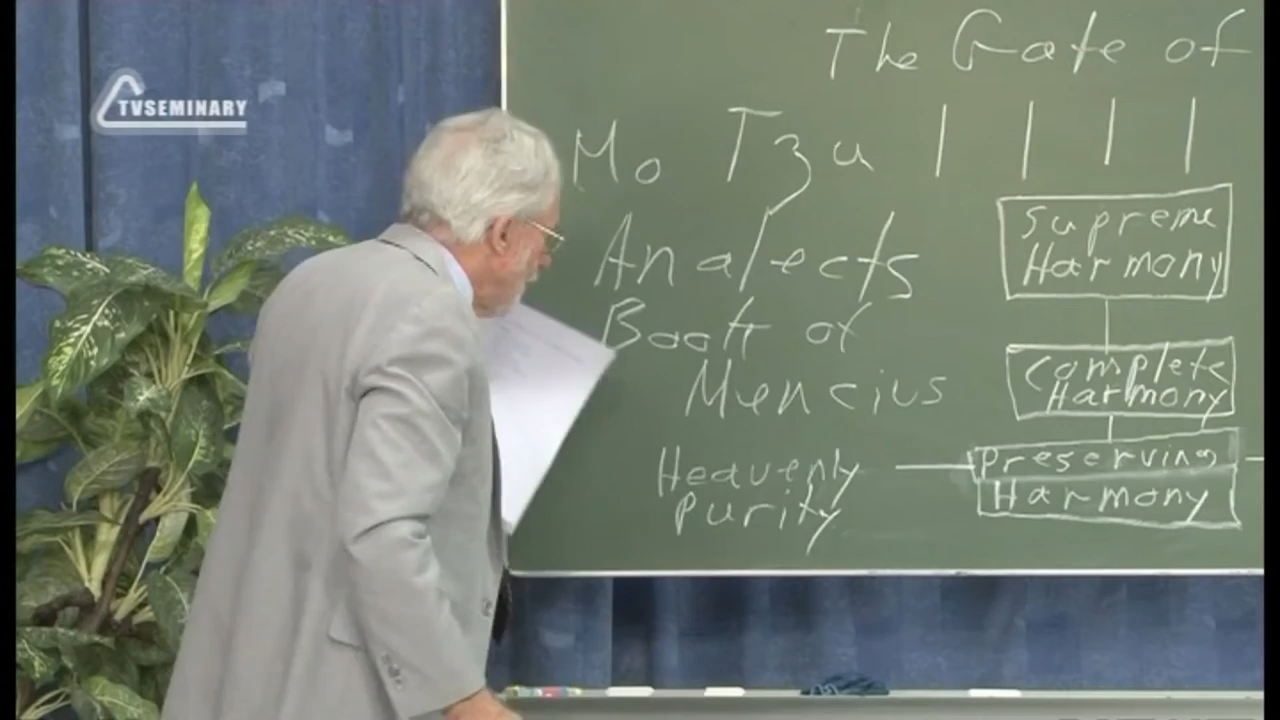 TVSEMINARY
The Gate of
Mo Tzu
Analects
Book of
Mencius
Heavenly
Purity
Supreme
Harmony
Complete
Harmony
Preserving
Harmony